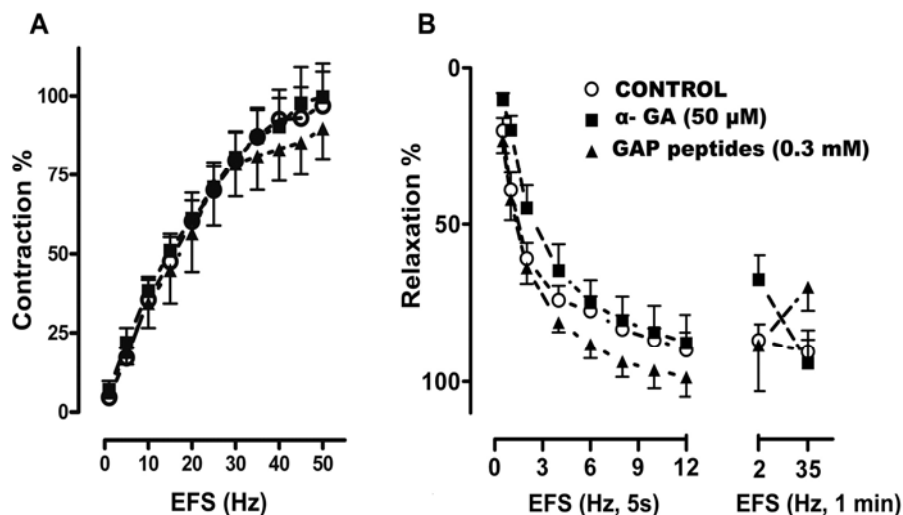 A
Contraction %
100
75
50
25
0
0 10 20 30 40 50
EFS (Hz)
B
Relaxation %
0
50
100
CONTROL
α- GA (50 µM)
GAP peptides (0.3 mM)
0 3 6 9 12
EFS (Hz, 5s)
2 35
EFS (Hz, 1 min)